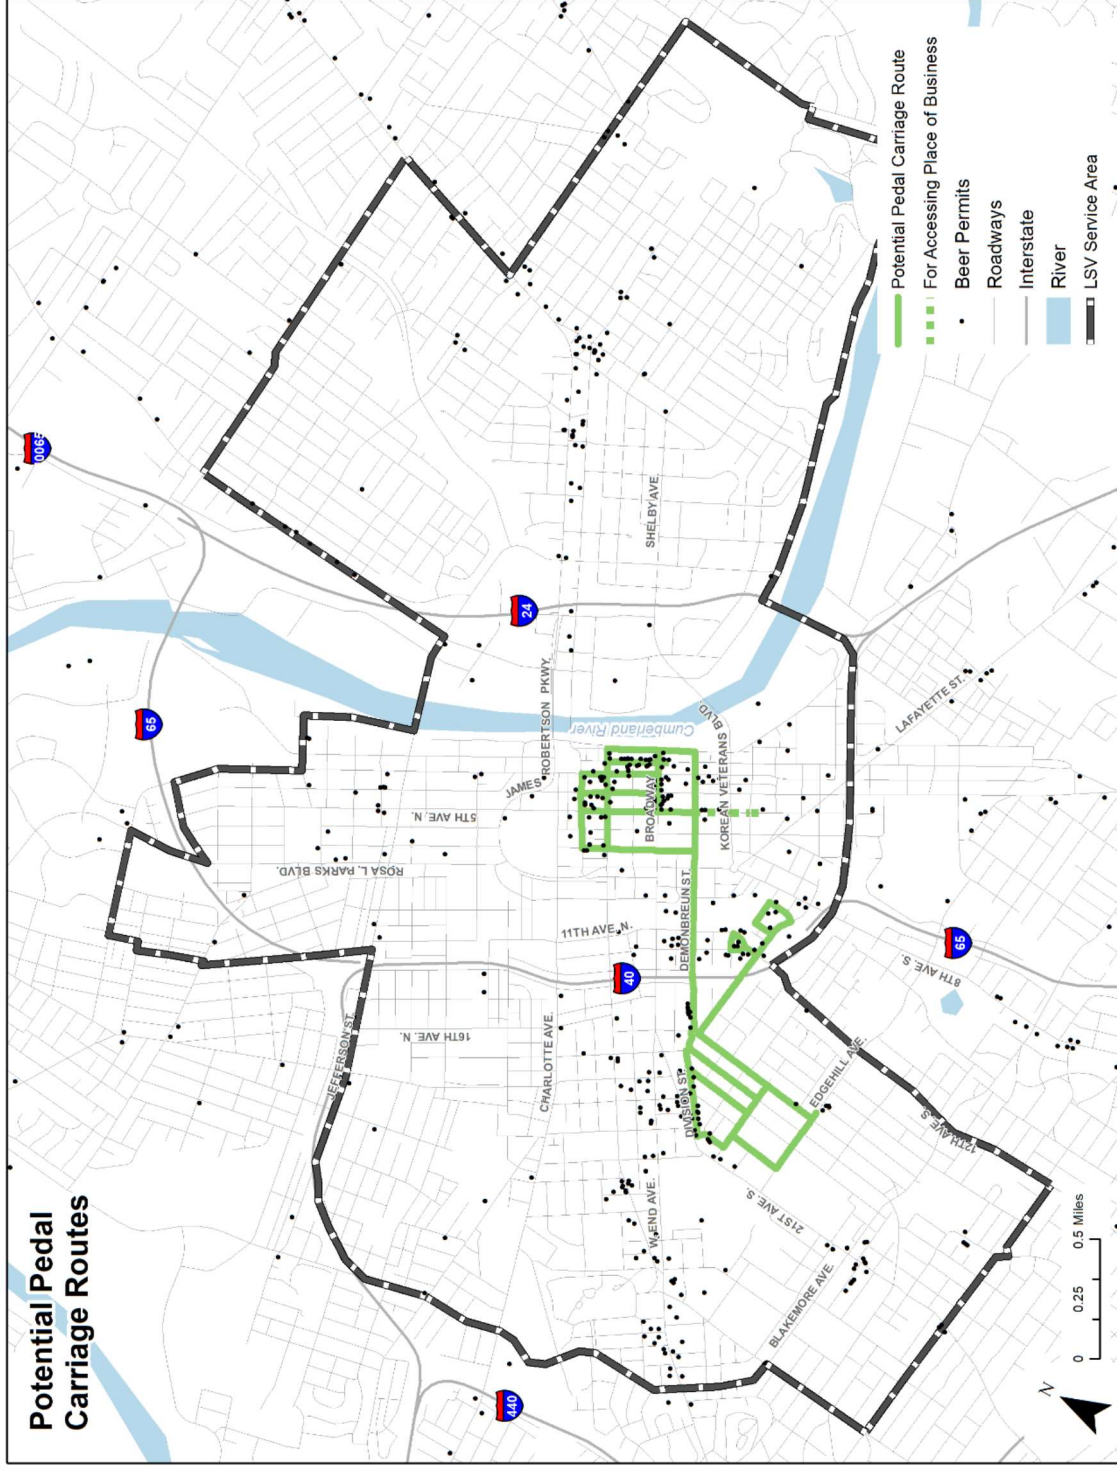 Potential Pedal
Carriage Routes
0065
65
24
65
40
440
JEFFERSON ST.
ROSA L. PARKS BLVD.
5TH AVE. N.
JAMES ROBERTSON PKWY.
16TH AVE. N.
CHARLOTTE AVE.
11TH AVE. N.
BROADWAY
SHELBY AVE.
Cumberland River
KOREAN VETERANS BLVD.
DEMONBREUN ST.
DIVISION ST.
W. END AVE.
LAFAYETTE ST.
8TH AVE. S.
EDGEHILL AVE.
12TH AVE. S.
21ST AVE. S.
BLAKEMORE AVE.
Potential Pedal Carriage Route
For Accessing Place of Business
Beer Permits
Roadways
Interstate
River
LSV Service Area
0 0.25 0.5 Miles
N